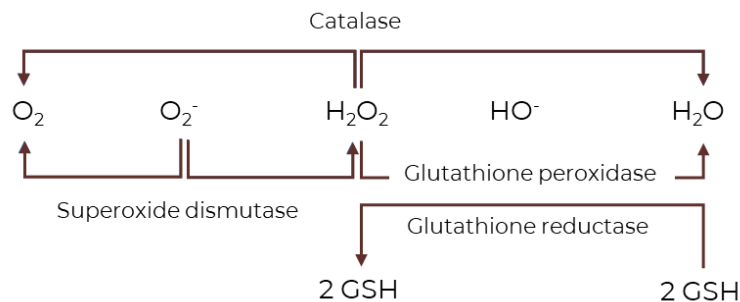 Catalase
O₂ O₂⁻ H₂O₂ HO⁻ H₂O
Glutathione peroxidase
Superoxide dismutase
Glutathione reductase
2 GSH 2 GSH